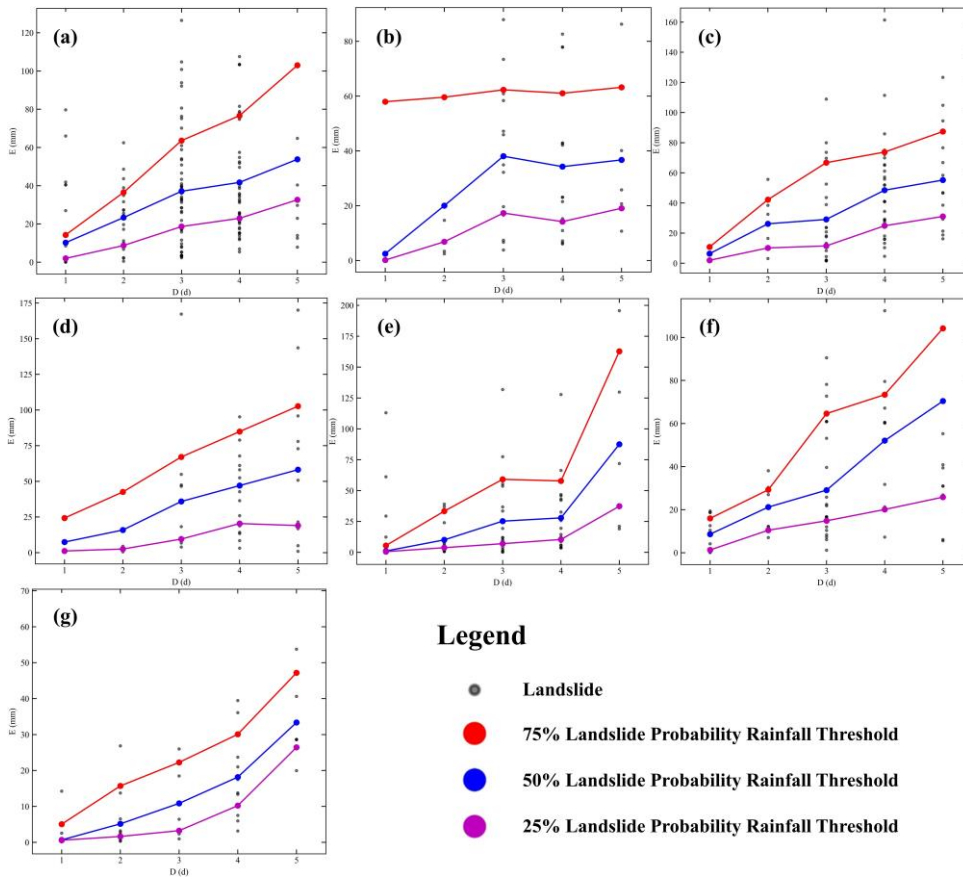 (a)
E (mm)
120
100
80
60
40
20
0
1 2 3 4 5
D (d)
(b)
E (mm)
80
60
40
20
0
1 2 3 4 5
D (d)
(c)
E (mm)
160
140
120
100
80
60
40
20
0
1 2 3 4 5
D (d)
(d)
E (mm)
175
150
125
100
75
50
25
0
1 2 3 4 5
D (d)
(e)
E (mm)
200
175
150
125
100
75
50
25
0
1 2 3 4 5
D (d)
(f)
E (mm)
100
80
60
40
20
0
1 2 3 4 5
D (d)
(g)
E (mm)
70
60
50
40
30
20
10
0
1 2 3 4 5
D (d)
Legend
Landslide
75% Landslide Probability Rainfall Threshold
50% Landslide Probability Rainfall Threshold
25% Landslide Probability Rainfall Threshold